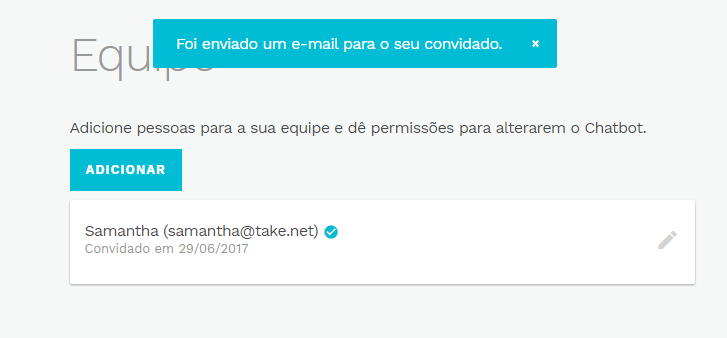 Foi enviado um e-mail para o seu convidado. ×
Equipe
Adicione pessoas para a sua equipe e dê permissões para alterarem o Chatbot.
ADICIONAR
Samantha (samantha@take.net)
Convidado em 29/06/2017